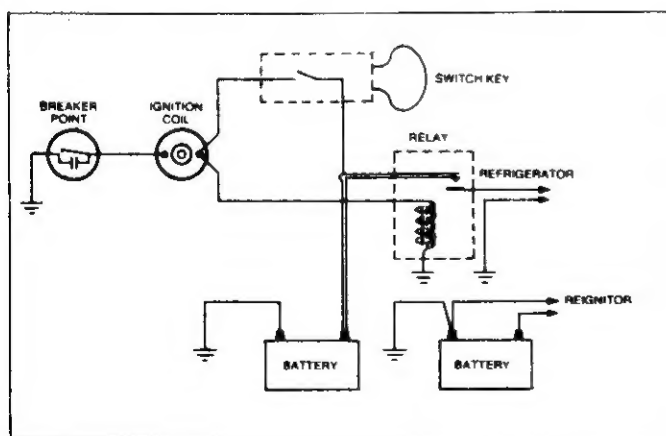 SWITCH KEY
BREAKER
POINT
IGNITION
COIL
RELAY
REFRIGERATOR
REIGNITOR
BATTERY
BATTERY